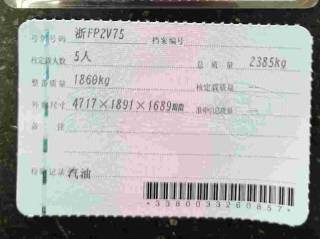 号牌号码 浙FP2V75 档案编号
核定载人数 5人 总质量 2385kg
整备质量 1860kg 核定载质量
外廓尺寸 4717×1891×1689mm 准牵引总质量
备注
检验记录 汽油
*3380033260857*